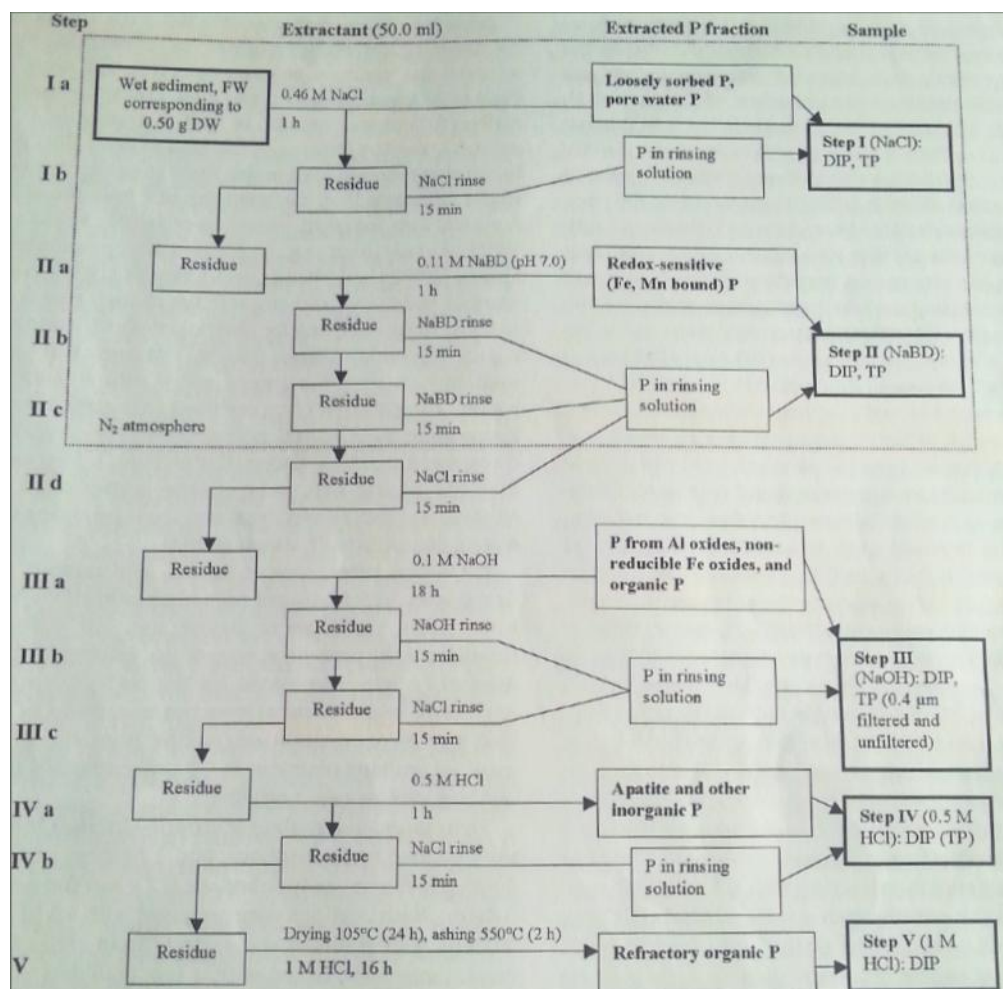 Step
Extractant (50.0 ml)
Extracted P fraction
Sample
I a
Wet sediment, FW
corresponding to
0.50 g DW
0.46 M NaCl
1 h
Loosely sorbed P,
pore water P
Step I (NaCl):
DIP, TP
I b
Residue
NaCl rinse
15 min
P in rinsing
solution
II a
Residue
0.11 M NaBD (pH 7.0)
1 h
Redox-sensitive
(Fe, Mn bound) P
II b
Residue
NaBD rinse
15 min
Step II (NaBD):
DIP, TP
II c
Residue
NaBD rinse
15 min
P in rinsing
solution
N₂ atmosphere
II d
Residue
NaCl rinse
15 min
III a
Residue
0.1 M NaOH
18 h
P from Al oxides, non-
reducible Fe oxides, and
organic P
III b
Residue
NaOH rinse
15 min
P in rinsing
solution
Step III
(NaOH): DIP,
TP (0.4 µm
filtered and
unfiltered)
III c
Residue
NaCl rinse
15 min
IV a
Residue
0.5 M HCl
1 h
Apatite and other
inorganic P
Step IV (0.5 M
HCl): DIP (TP)
IV b
Residue
NaCl rinse
15 min
P in rinsing
solution
V
Residue
Drying 105°C (24 h), ashing 550°C (2 h)
1 M HCl, 16 h
Refractory organic P
Step V (1 M
HCl): DIP